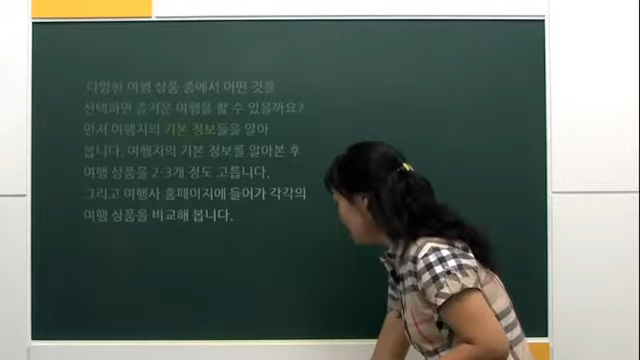 다양한 여행 상품 중에서 어떤 것을
선택하면 즐거운 여행을 할 수 있을까요?
먼저 여행지의 기본 정보들을 알아
봅니다. 여행지의 기본 정보를 알아본 후
여행 상품을 2-3개 정도 고릅니다.
그리고 여행사 홈페이지에 들어가 각각의
여행 상품을 비교해 봅니다.